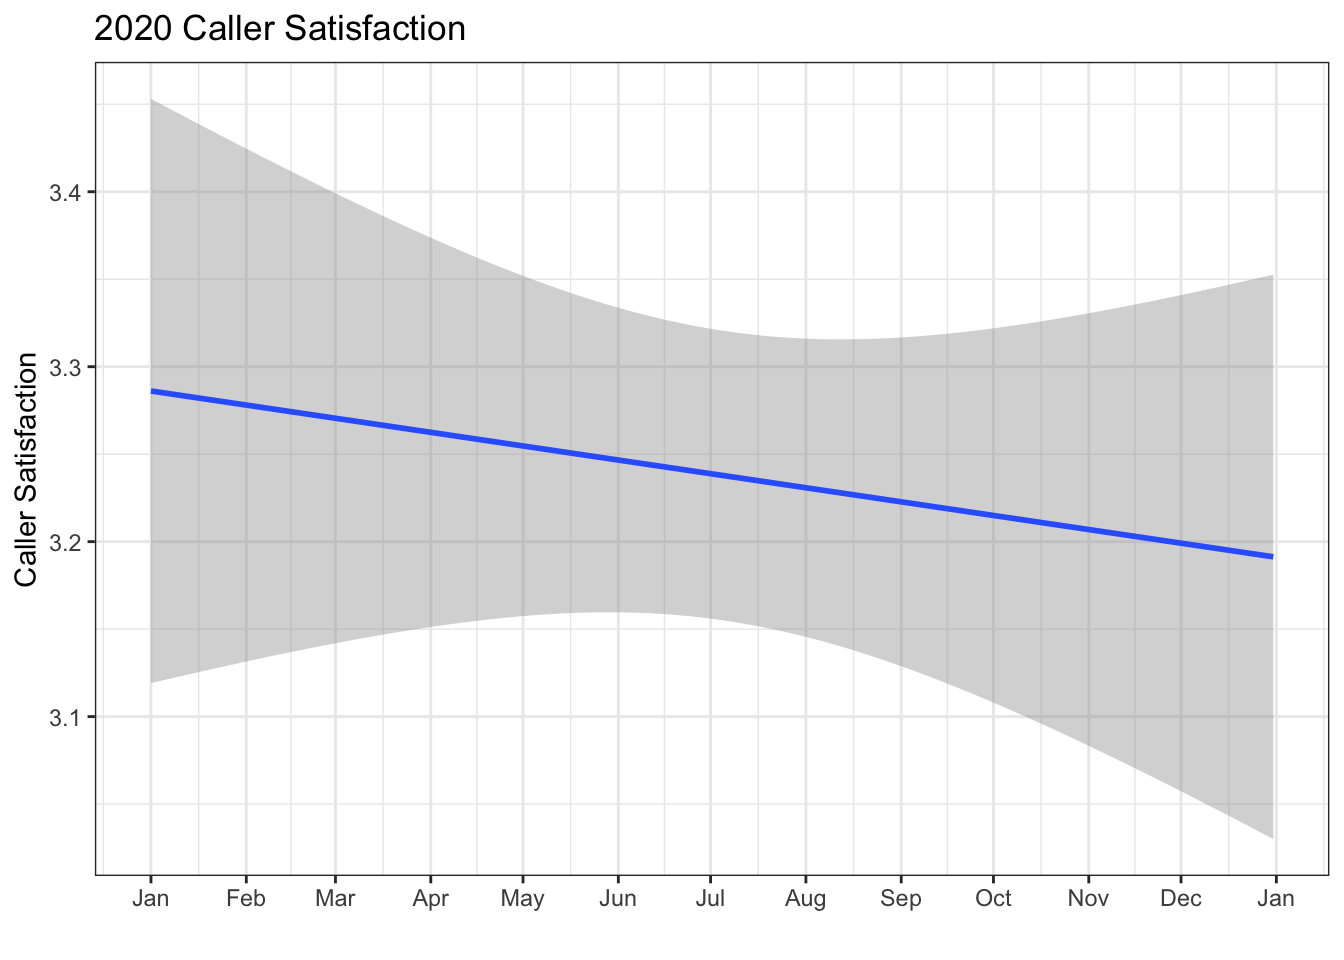 2020 Caller Satisfaction
Caller Satisfaction
3.4
3.3
3.2
3.1
Jan Feb Mar Apr May Jun Jul Aug Sep Oct Nov Dec Jan